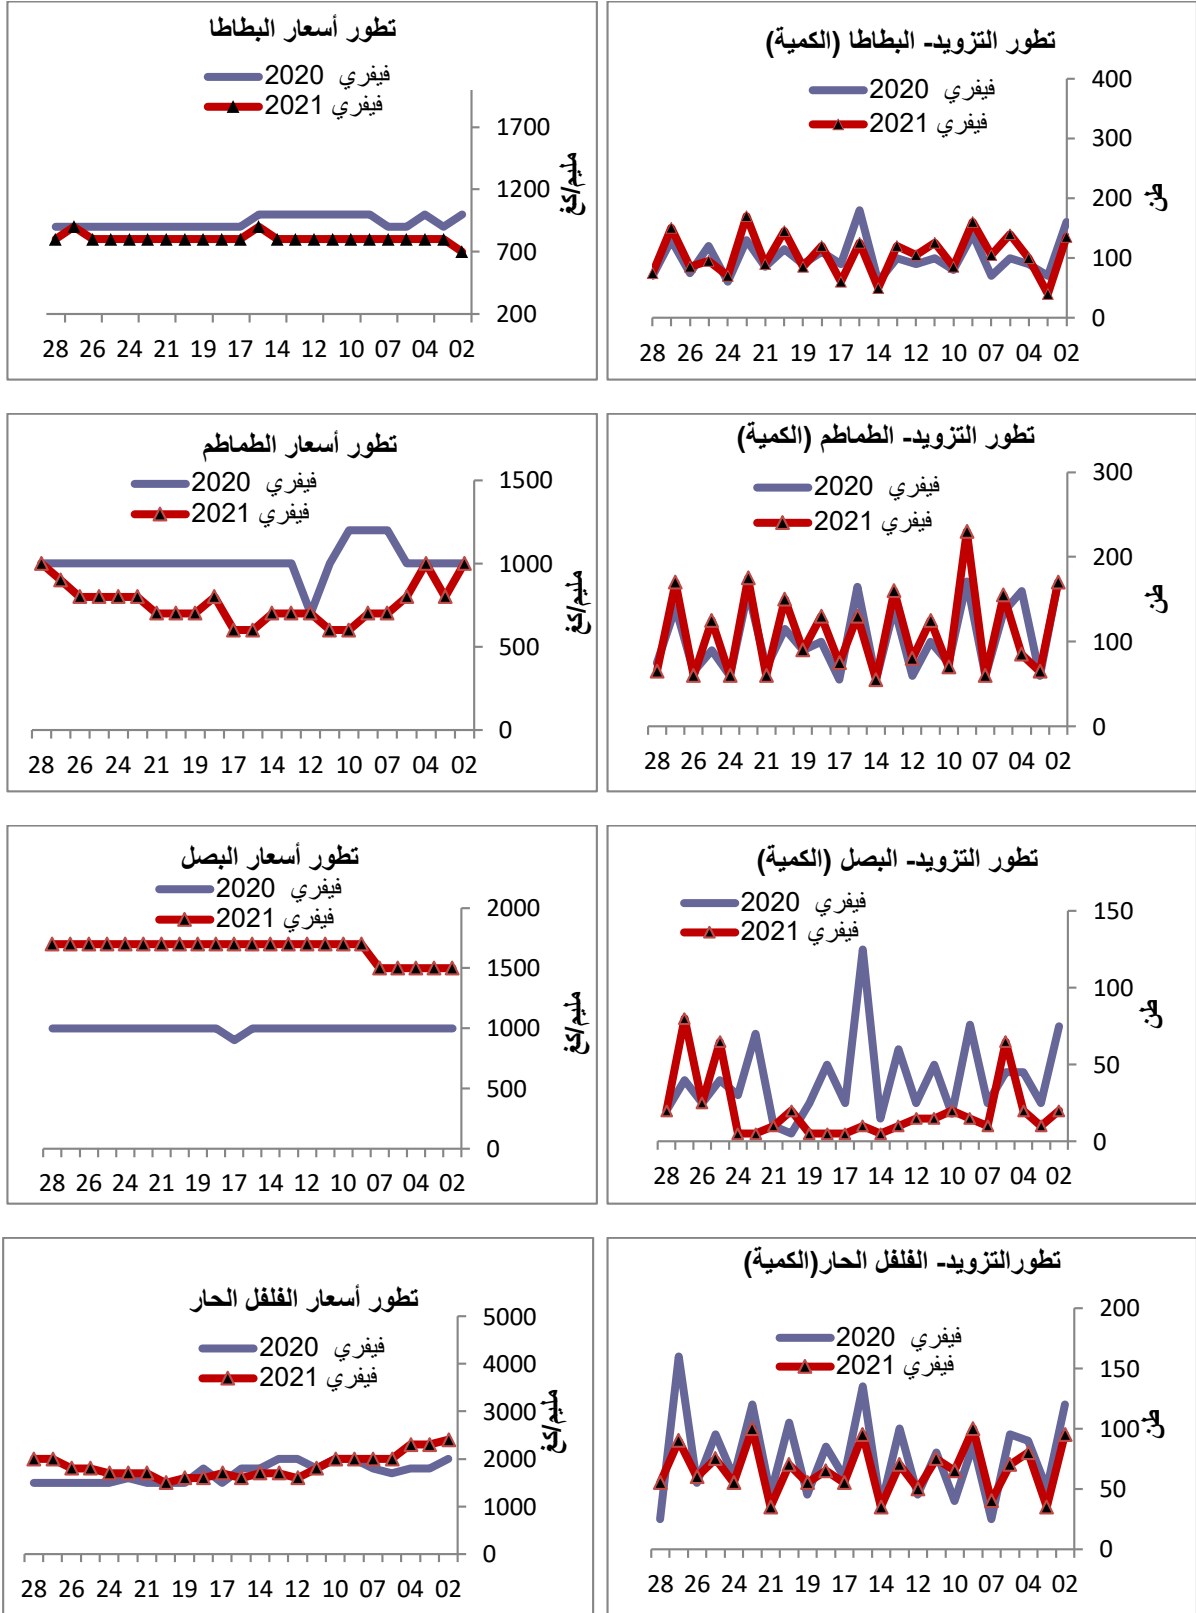 تطور التزويد- البطاطا (الكمية)
فيفري 2020
فيفري 2021
400
300
200
100
0
طن
28 26 24 21 19 17 14 12 10 07 04 02
تطور أسعار البطاطا
فيفري 2020
فيفري 2021
1700
1200
700
200
مليم/كغ
28 26 24 21 19 17 14 12 10 07 04 02
تطور التزويد- الطماطم (الكمية)
فيفري 2020
فيفري 2021
300
200
100
0
طن
28 26 24 21 19 17 14 12 10 07 04 02
تطور أسعار الطماطم
فيفري 2020
فيفري 2021
1500
1000
500
0
مليم/كغ
28 26 24 21 19 17 14 12 10 07 04 02
تطور التزويد- البصل (الكمية)
فيفري 2020
فيفري 2021
150
100
50
0
طن
28 26 24 21 19 17 14 12 10 07 04 02
تطور أسعار البصل
فيفري 2020
فيفري 2021
2000
1500
1000
500
0
مليم/كغ
28 26 24 21 19 17 14 12 10 07 04 02
تطورالتزويد- الفلفل الحار(الكمية)
فيفري 2020
فيفري 2021
200
150
100
50
0
طن
28 26 24 21 19 17 14 12 10 07 04 02
تطور أسعار الفلفل الحار
فيفري 2020
فيفري 2021
5000
4000
3000
2000
1000
0
مليم/كغ
28 26 24 21 19 17 14 12 10 07 04 02